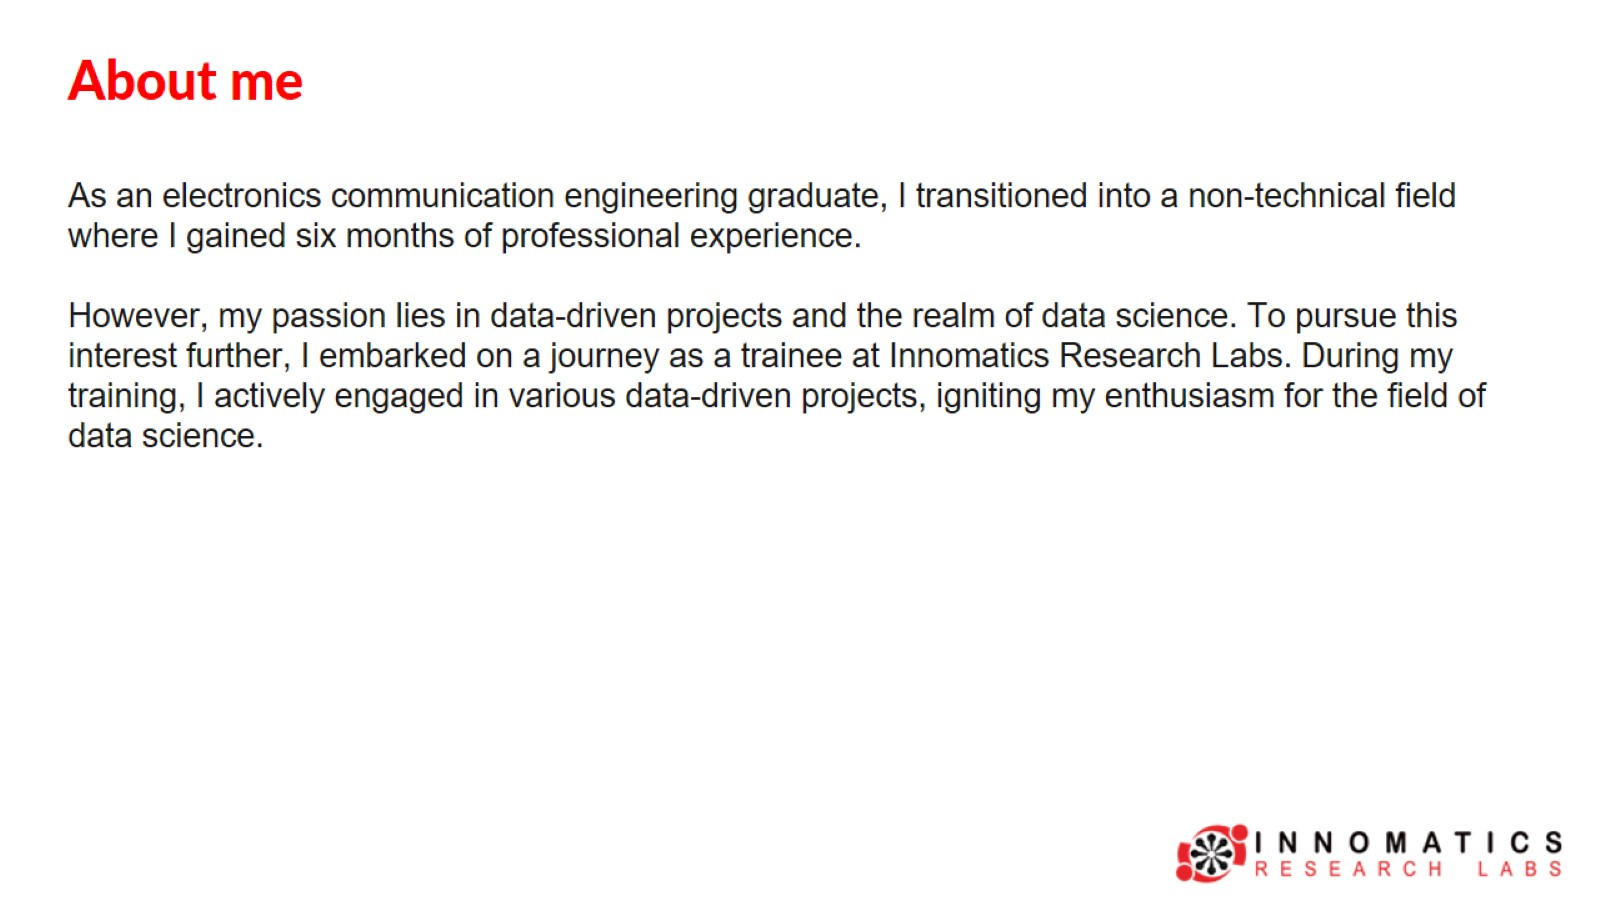 About me
As an electronics communication engineering graduate, I transitioned into a non-technical field
where I gained six months of professional experience.
However, my passion lies in data-driven projects and the realm of data science. To pursue this
interest further, I embarked on a journey as a trainee at Innomatics Research Labs. During my
training, I actively engaged in various data-driven projects, igniting my enthusiasm for the field of
data science.
INNOMATICS
RESEARCH LABS